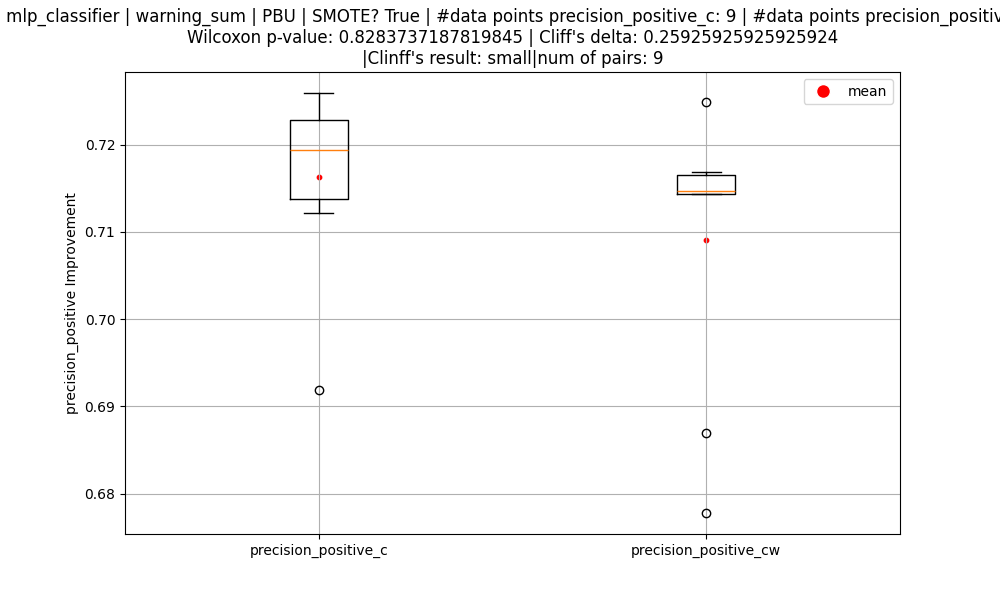 mlp_classifier | warning_sum | PBU | SMOTE? True | #data points precision_positive_c: 9 | #data points
Wilcoxon p-value: 0.8283737187819845 | Cliff's delta: 0.25925925925925924
|Clinff's result: small|num of pairs: 9
mean
0.72
0.71
0.70
0.69
0.68
precision_positive Improvement
precision_positive_c
precision_positive_cw